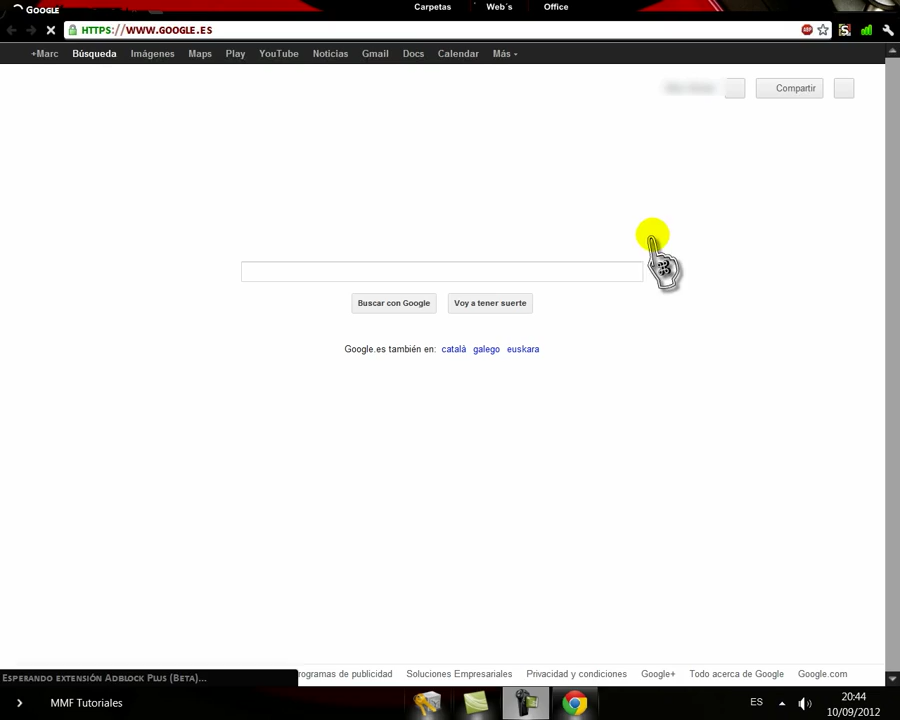 Carpetas Web´s Office
Google
HTTPS://WWW.GOOGLE.ES
+Marc Búsqueda Imágenes Maps Play YouTube Noticias Gmail Docs Calendar Más
Compartir
Buscar con Google Voy a tener suerte
Google.es también en: català galego euskara
Esperando extensión Adblock Plus (Beta)...
rogramas de publicidad Soluciones Empresariales Privacidad y condiciones Google+ Todo acerca de Google Google.com
MMF Tutoriales
ES
20:44
10/09/2012